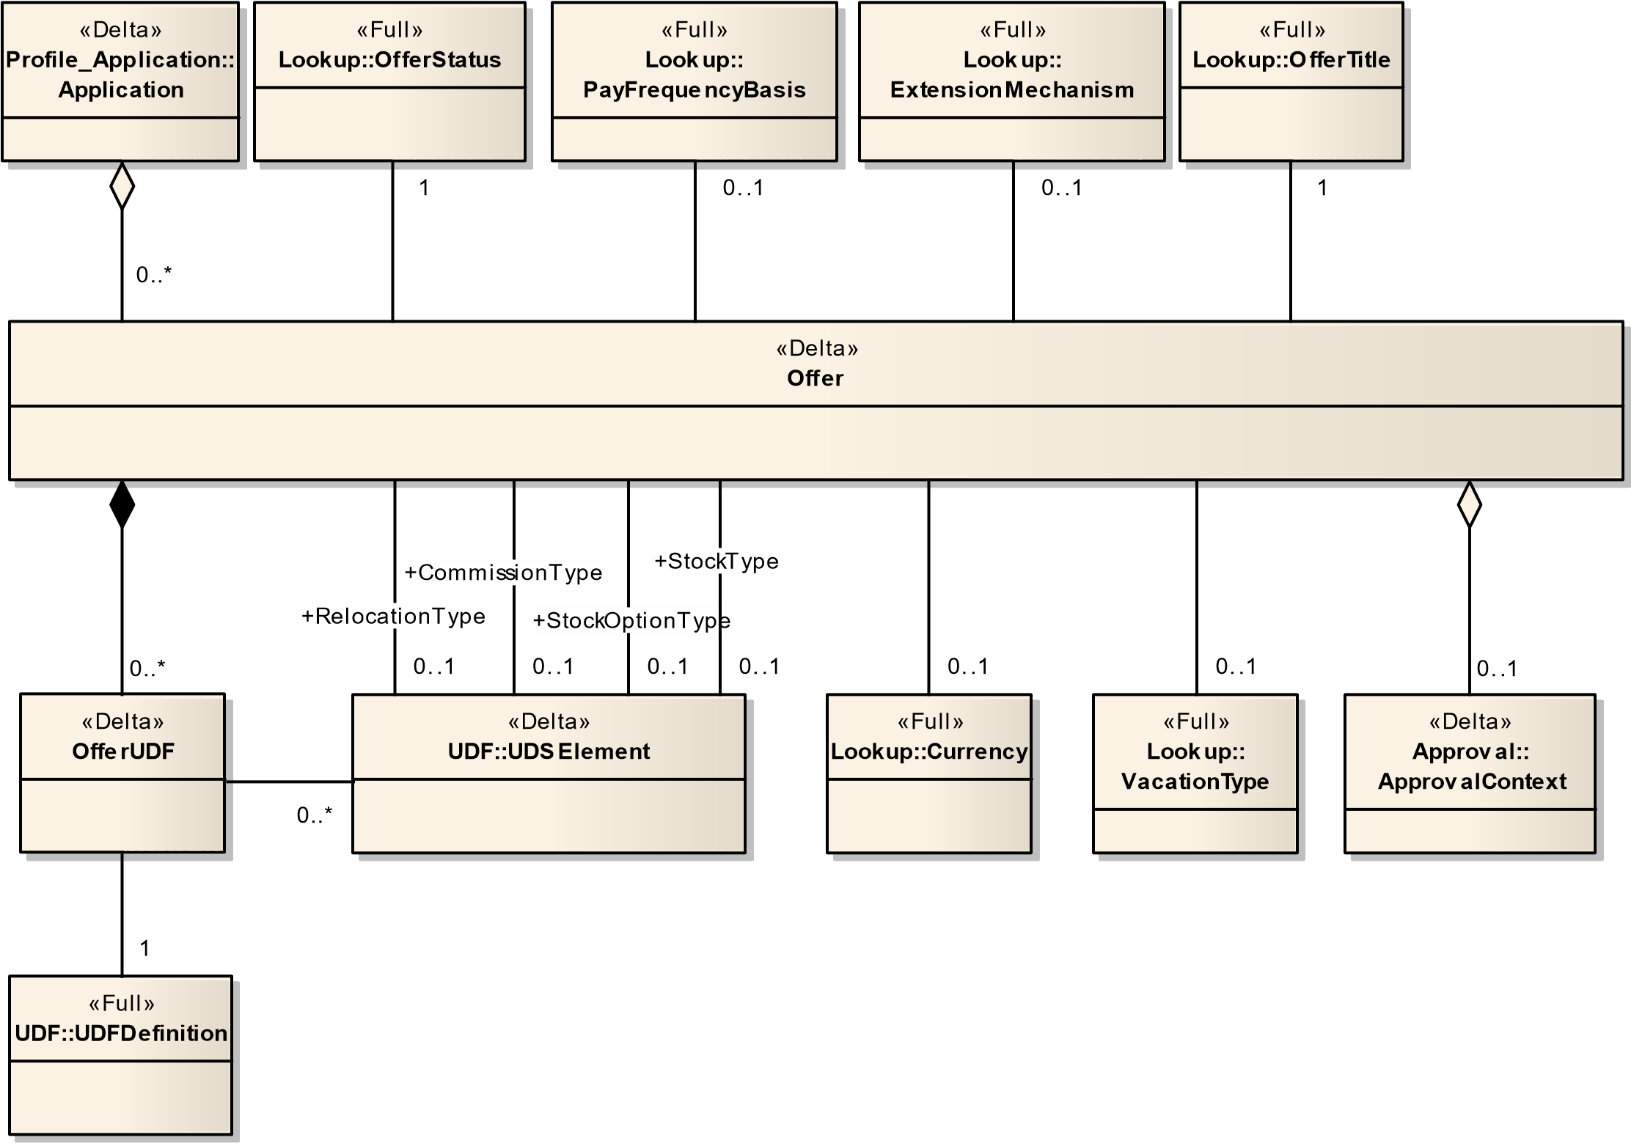 «Delta»
Profile_Application::
Application
«Full»
Lookup::OfferStatus
«Full»
Lookup::
PayFrequencyBasis
«Full»
Lookup::
ExtensionMechanism
«Full»
Lookup::OfferTitle
1
0..1
0..1
1
0..*
«Delta»
Offer
+StockType
+CommissionType
+RelocationType
+StockOptionType
0..*
0..1
0..1
0..1
0..1
0..1
0..1
0..1
«Delta»
OfferUDF
«Delta»
UDF::UDSElement
«Full»
Lookup::Currency
«Full»
Lookup::
VacationType
«Delta»
Approval::
ApprovalContext
0..*
1
«Full»
UDF::UDFDefinition